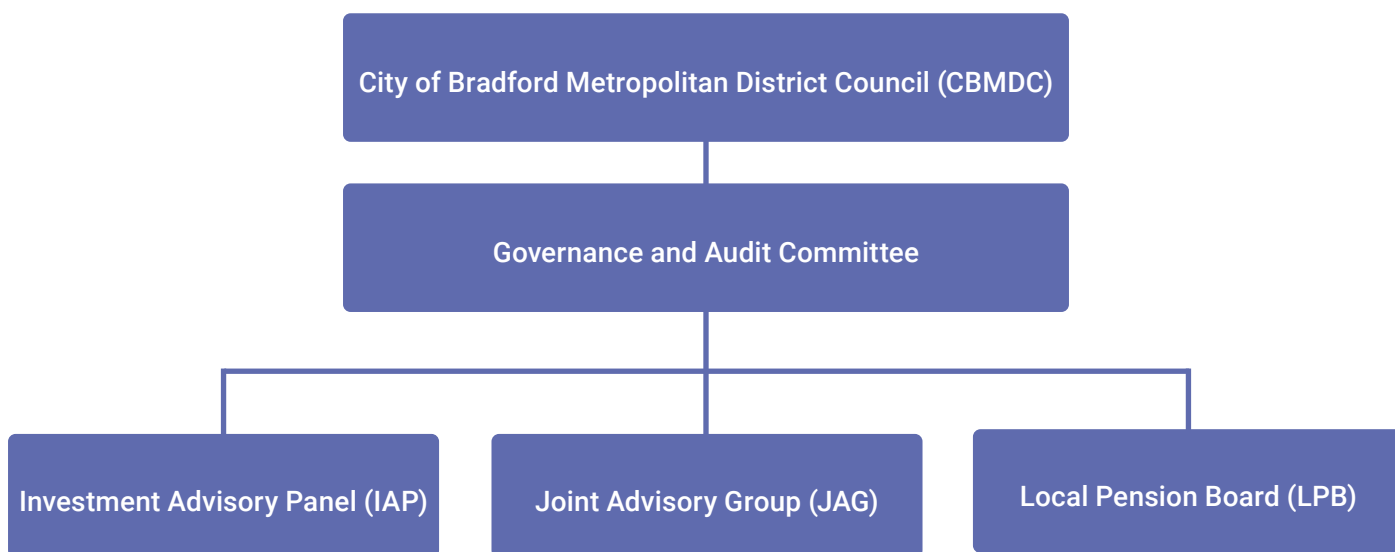 City of Bradford Metropolitan District Council (CBMDC)
Governance and Audit Committee
Investment Advisory Panel (IAP)
Joint Advisory Group (JAG)
Local Pension Board (LPB)